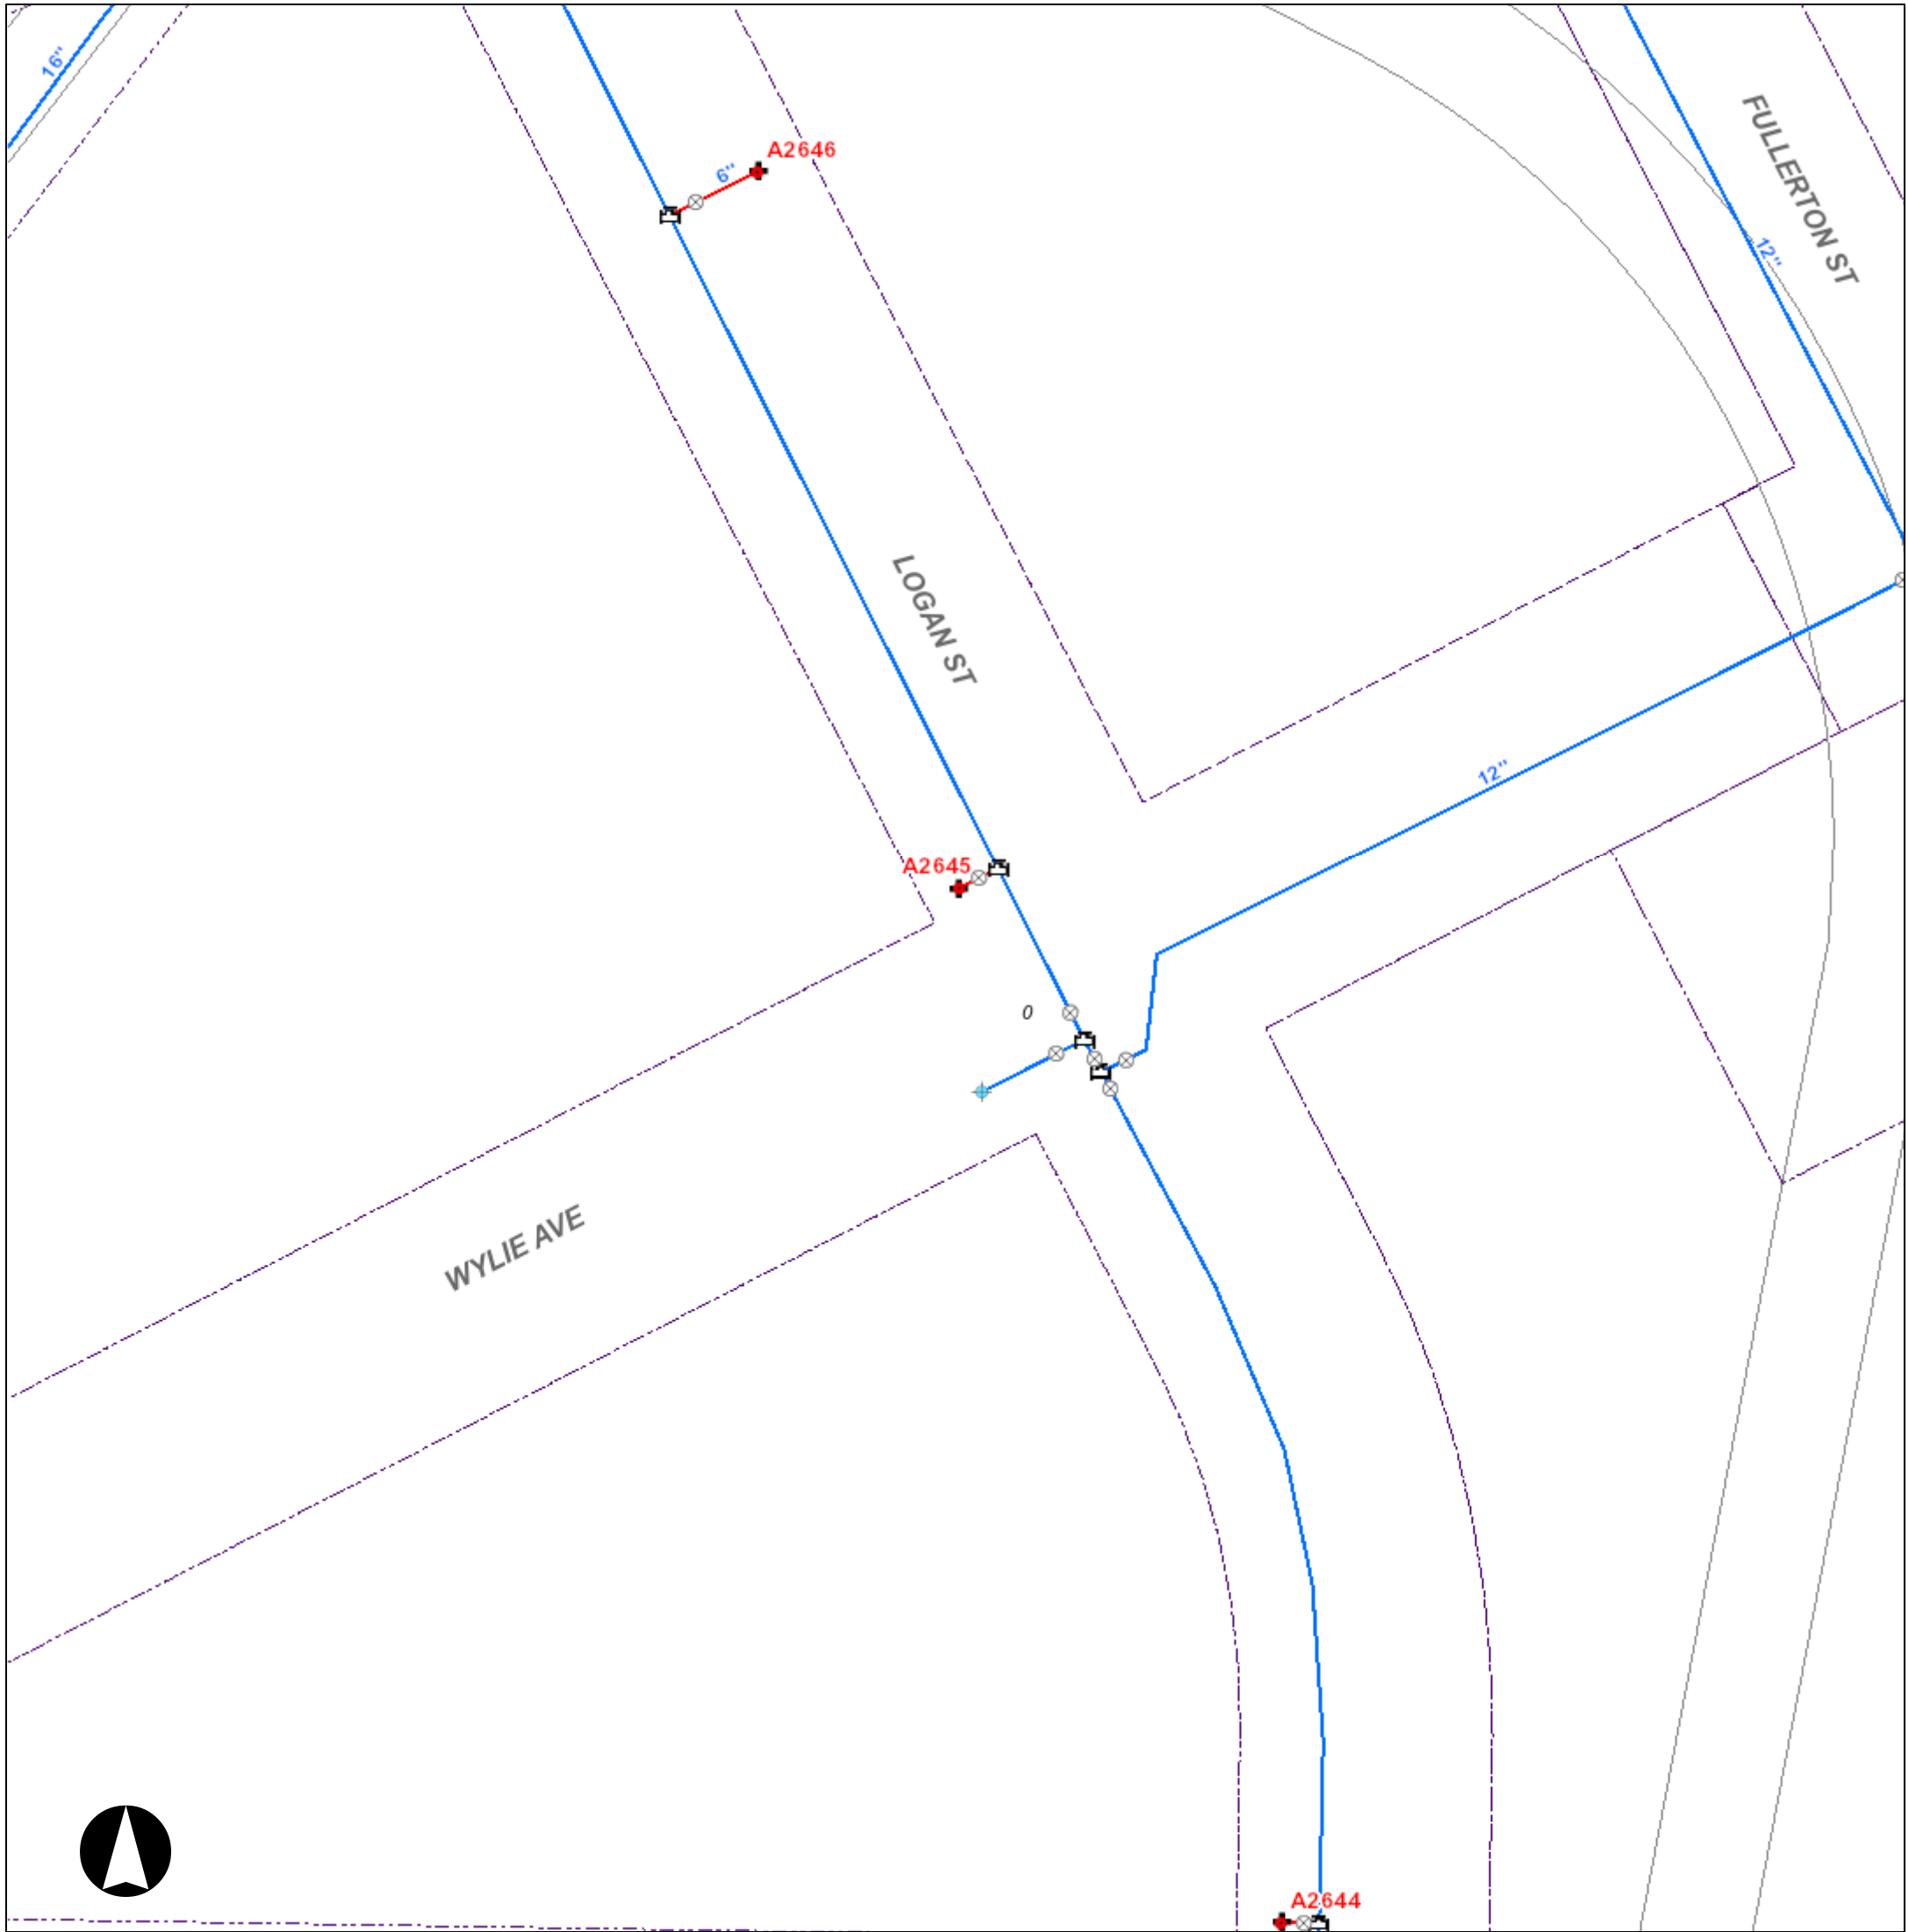 16"
A2646
6"
FULLERTON ST
12"
LOGAN ST
12"
A2645
0
WYLIE AVE
A2644